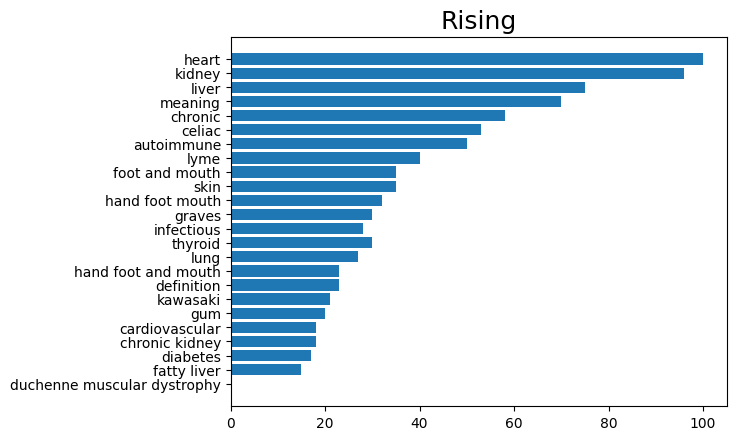 Rising
heart
kidney
liver
meaning
chronic
celiac
autoimmune
lyme
foot and mouth
skin
hand foot mouth
graves
infectious
thyroid
lung
hand foot and mouth
definition
kawasaki
gum
cardiovascular
chronic kidney
diabetes
fatty liver
duchenne muscular dystrophy
0 20 40 60 80 100